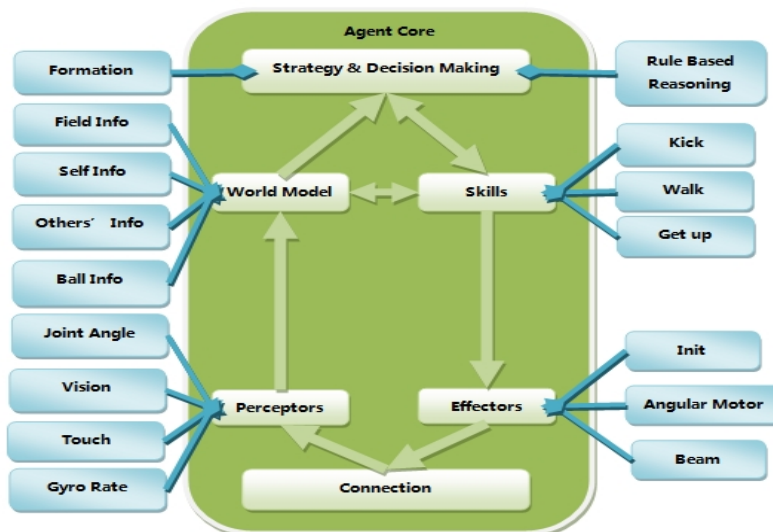 Agent Core
Formation
Strategy & Decision Making
Rule Based
Reasoning
Field Info
Self Info
Others´ Info
Ball Info
World Model
Skills
Kick
Walk
Get up
Joint Angle
Vision
Touch
Gyro Rate
Perceptors
Effectors
Init
Angular Motor
Beam
Connection